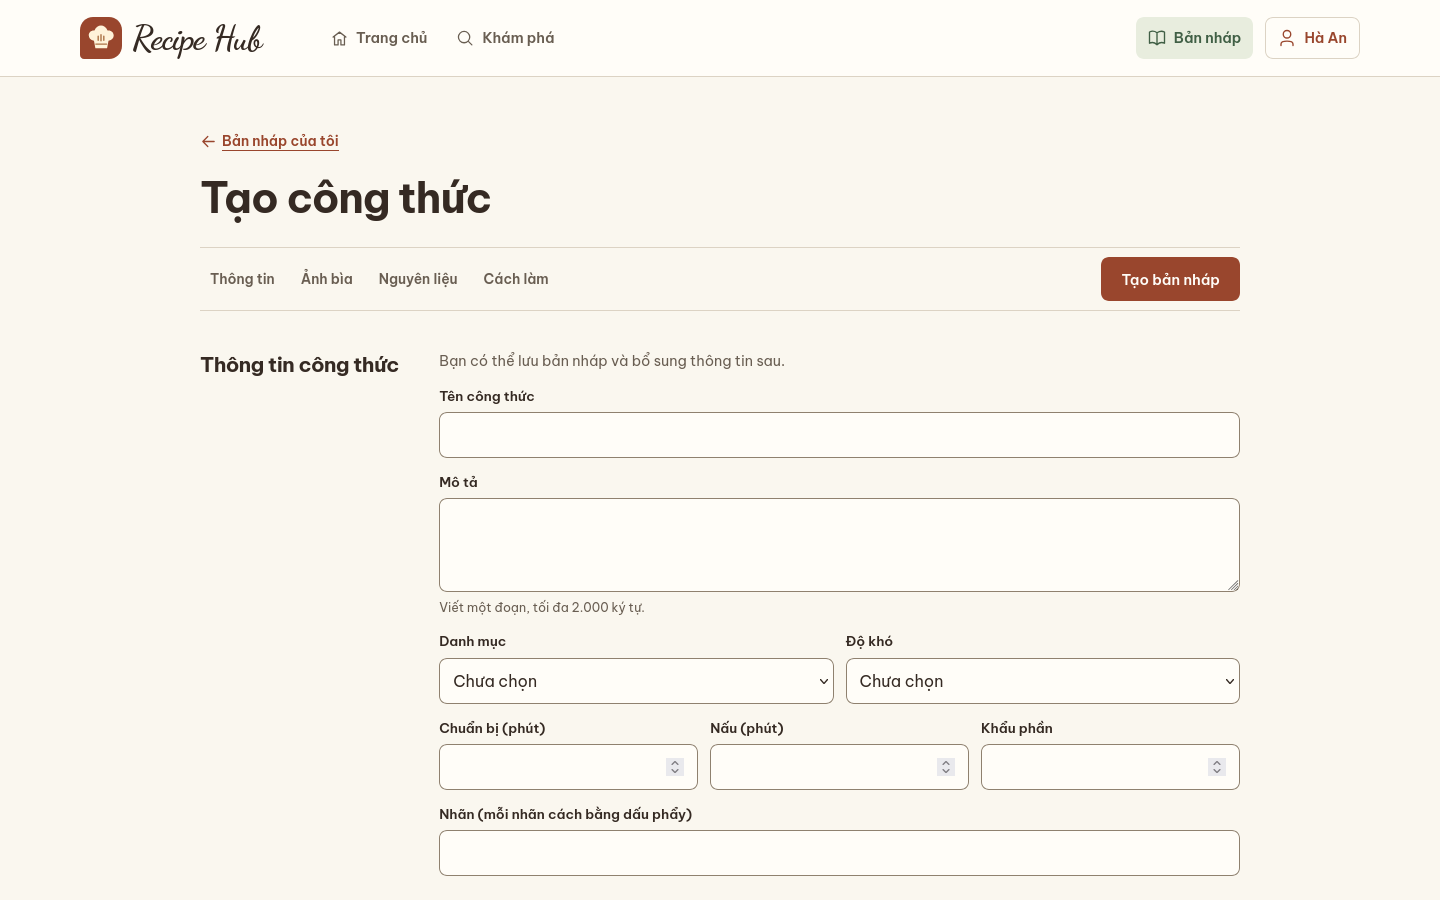 Recipe Hub
Trang chủ
Khám phá
Bản nháp
Hà An
Bản nháp của tôi
Tạo công thức
Thông tin
Ảnh bìa
Nguyên liệu
Cách làm
Tạo bản nháp
Thông tin công thức
Bạn có thể lưu bản nháp và bổ sung thông tin sau.
Tên công thức
Mô tả
Viết một đoạn, tối đa 2.000 ký tự.
Danh mục
Độ khó
Chưa chọn
Chưa chọn
Chuẩn bị (phút)
Nấu (phút)
Khẩu phần
Nhãn (mỗi nhãn cách bằng dấu phẩy)